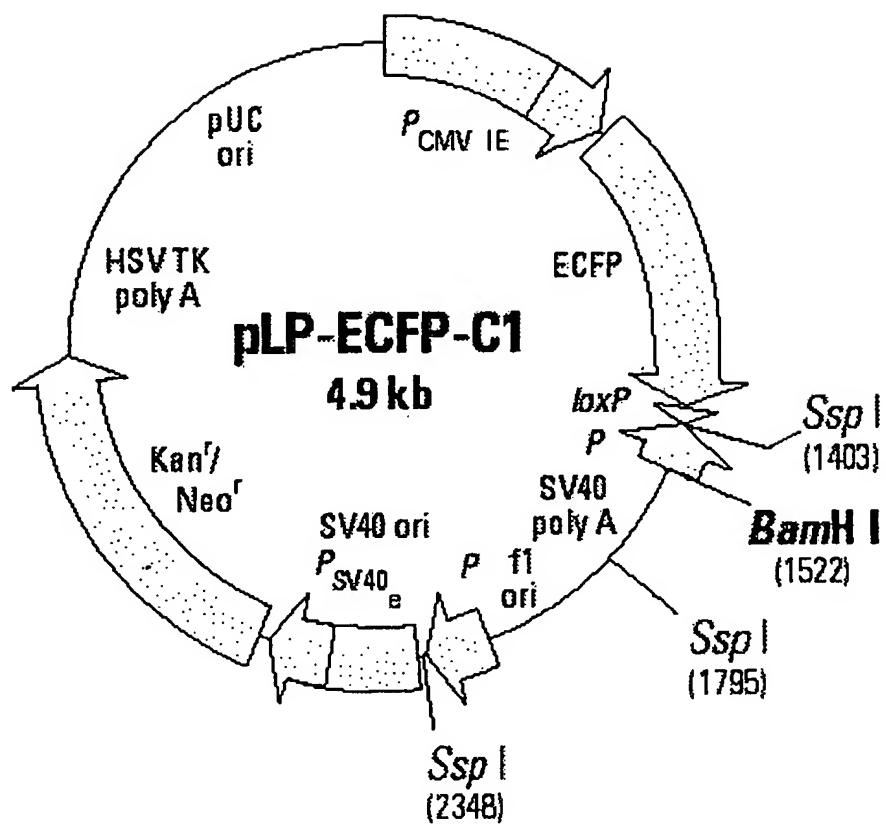 P CMV IE
pUC
ori
ECFP
HSV TK
poly A
pLP-ECFP-C1
4.9 kb
loxP
P
Ssp I
(1403)
Kanʳ/
Neoʳ
SV40
poly A
BamH I
(1522)
SV40 ori
P SV40 e
P
f1
ori
Ssp I
(1795)
Ssp I
(2348)